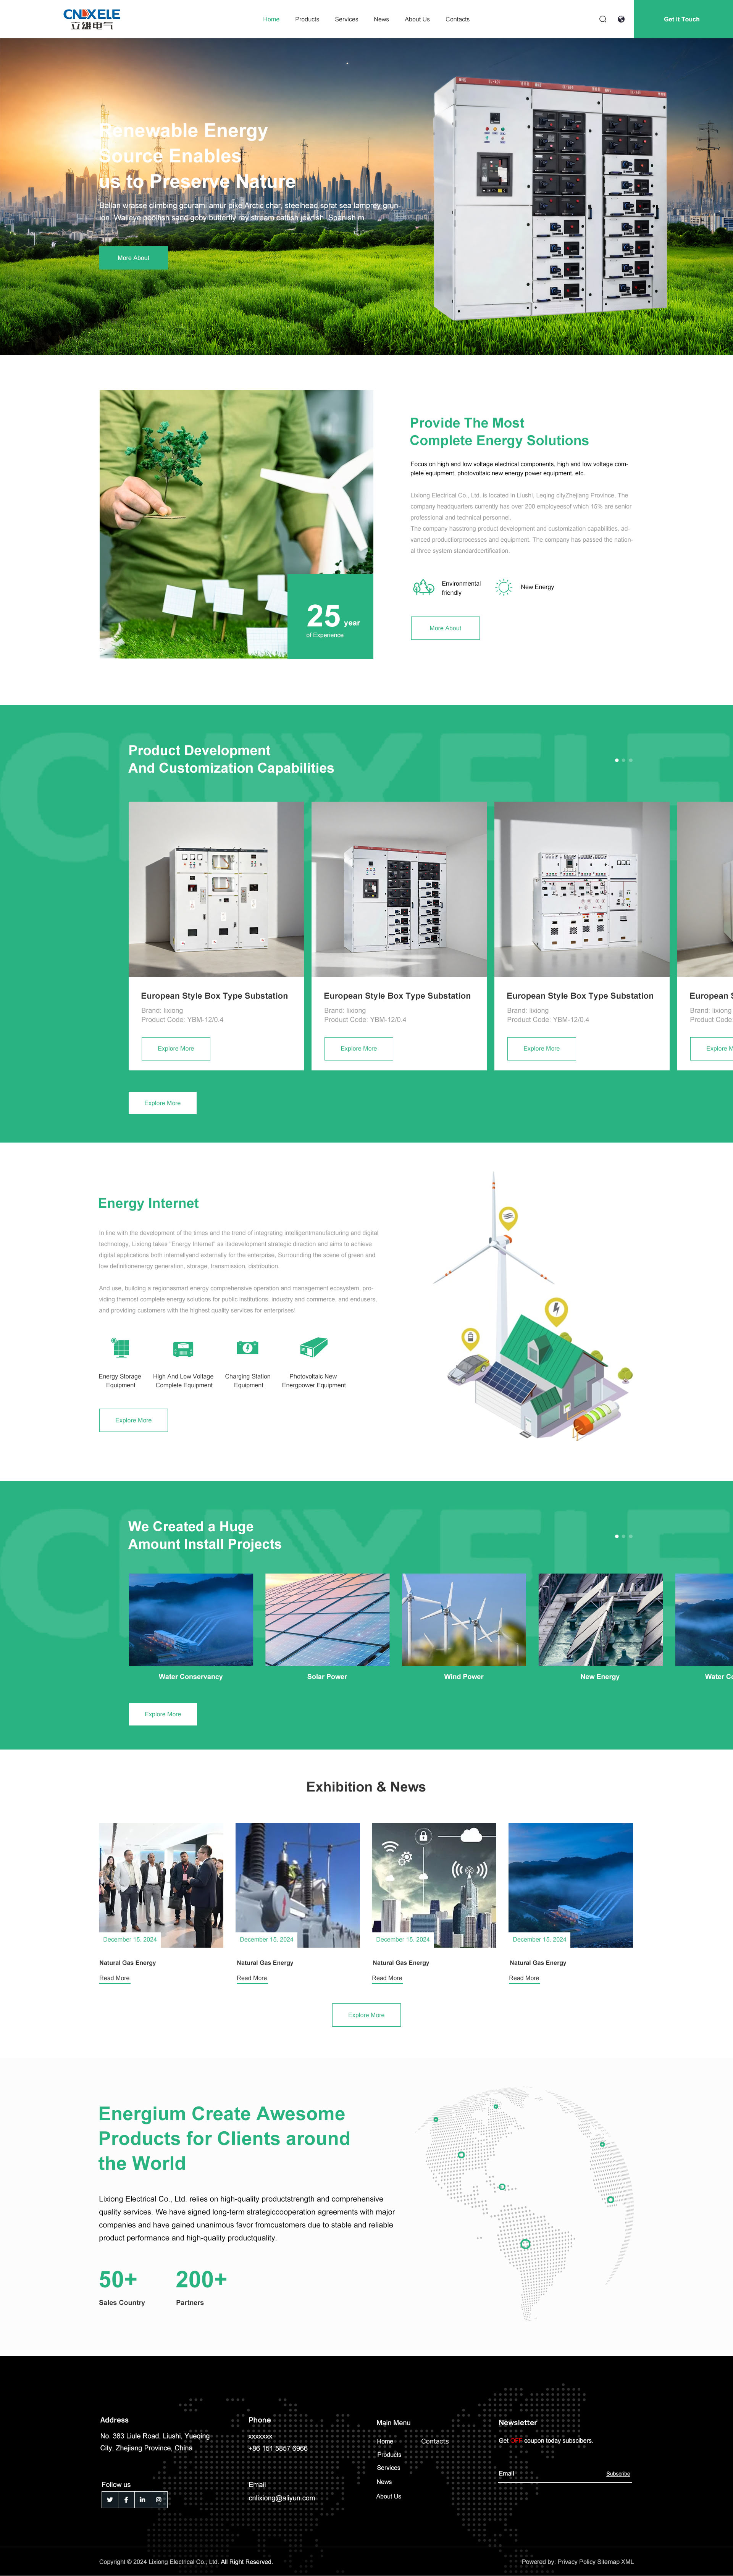 CNLXELE
立雄电气
Home Products Services News About Us Contacts
Get It Touch
Renewable Energy
Source Enables
us to Preserve Nature
Ballan wrasse climbing gourami amur pike Arctic char, steelhead sprat sea lamprey grun-
ion. Walleye poolfish sand goby butterfly ray stream catfish jewfish, Spanish m
More About
Provide The Most
Complete Energy Solutions
Focus on high and low voltage electrical components, high and low voltage com-
plete equipment, photovoltaic new energy power equipment, etc.
Lixiong Electrical Co., Ltd. is located in Liushi, Leqing cityZhejiang Province, The
company headquarters currently has over 200 employeesof which 15% are senior
professional and technical personnel.
The company hasstrong product development and customization capabilities, ad-
vanced productiorprocesses and equipment. The company has passed the nation-
al three system standardcertification.
25 year
of Experience
Environmental
friendly
New Energy
More About
CNLXELE
Product Development
And Customization Capabilities
European Style Box Type Substation
Brand: lixiong
Product Code: YBM-12/0.4
Explore More
European Style Box Type Substation
Brand: lixiong
Product Code: YBM-12/0.4
Explore More
European Style Box Type Substation
Brand: lixiong
Product Code: YBM-12/0.4
Explore More
European S
Brand: lixiong
Product Code:
Explore M
Explore More
Energy Internet
In line with the development of the times and the trend of integrating intelligentmanufacturing and digital
technology, Lixiong takes "Energy Internet" as itsdevelopment strategic direction and aims to achieve
digital applications both internallyand externally for the enterprise, Surrounding the scene of green and
low definitionenergy generation, storage, transmission, distribution.
And use, building a regionasmart energy comprehensive operation and management ecosystem, pro-
viding themost complete energy solutions for public institutions, industry and commerce, and endusers,
and providing customers with the highest quality services for enterprises!
Energy Storage
Equipment
High And Low Voltage
Complete Equipment
Charging Station
Equipment
Photovoltaic New
Energpower Equipment
Explore More
CNLXELE
We Created a Huge
Amount Install Projects
Water Conservancy
Solar Power
Wind Power
New Energy
Water Co
Explore More
Exhibition & News
December 15, 2024
Natural Gas Energy
Read More
December 15, 2024
Natural Gas Energy
Read More
December 15, 2024
Natural Gas Energy
Read More
December 15, 2024
Natural Gas Energy
Read More
Explore More
Energium Create Awesome
Products for Clients around
the World
Lixiong Electrical Co., Ltd. relies on high-quality productstrength and comprehensive
quality services. We have signed long-term strategiccooperation agreements with major
companies and have gained unanimous favor fromcustomers due to stable and reliable
product performance and high-quality productquality.
50+
Sales Country
200+
Partners
Address
No. 383 Liule Road, Liushi, Yueqing
City, Zhejiang Province, China
Follow us
Phone
xxxxxxx
+86 151 5857 6966
Email
cnlixiong@aliyun.com
Main Menu
Home
Products
Services
News
About Us
Contacts
Newsletter
Get OFF coupon today subscibers.
Email
Subscribe
Copyright © 2024 Lixiong Electrical Co., Ltd. All Right Reserved.
Powered by: Privacy Policy Sitemap XML